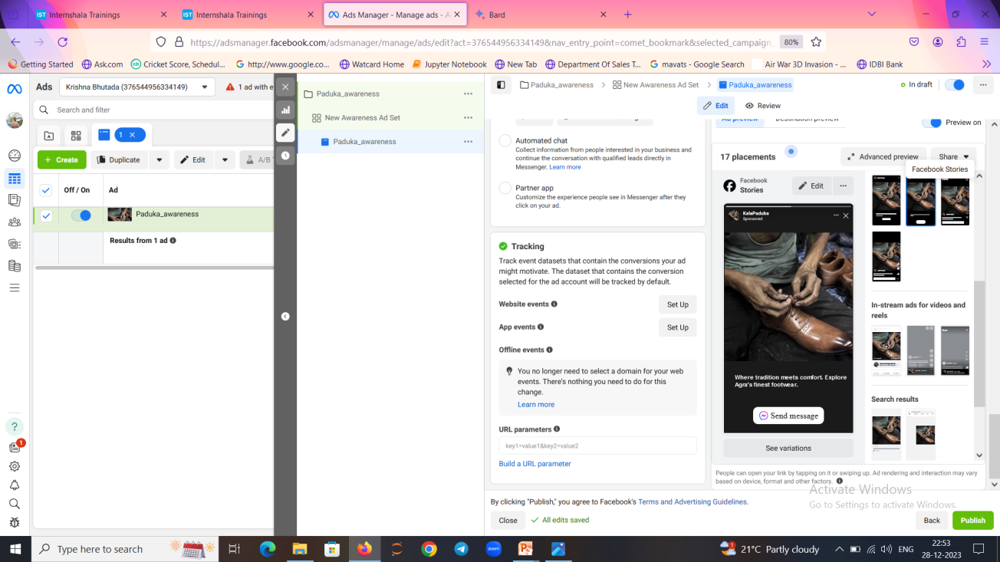 Internshala Trainings
Internshala Trainings
Ads Manager - Manage ads - A
Bard
https://adsmanager.facebook.com/adsmanager/manage/ads/edit?act=376544956334149&nav_entry_point=comet_bookmark&selected_campaign_
80%
Getting Started
Ask.com
Cricket Score, Schedul...
http://www.google.co...
Watcard Home
Jupyter Notebook
New Tab
Department Of Sales T...
mavats - Google Search
Air War 3D Invasion - ...
IDBI Bank
Ads
Krishna Bhutada (376544956334149)
1 ad with e
Search and filter
1
+ Create
Duplicate
Edit
A/B
Off / On
Ad
Paduka_awareness
Results from 1 ad
?
1
Paduka_awareness
New Awareness Ad Set
Paduka_awareness
Paduka_awareness
New Awareness Ad Set
Paduka_awareness
In draft
Edit
Review
Automated chat
Collect information from people interested in your business and
continue the conversation with qualified leads directly in
Messenger. Learn more
Partner app
Customize the experience people see in Messenger after they
click on your ad.
Tracking
Track event datasets that contain the conversions your ad
might motivate. The dataset that contains the conversion
selected for the ad account will be tracked by default.
Website events
Set Up
App events
Set Up
Offline events
You no longer need to select a domain for your web
events. There's nothing you need to do for this
change.
Learn more
URL parameters
key1=value1&key2=value2
Build a URL parameter
Ad preview
Destination preview
Preview on
17 placements
Advanced preview
Share
Facebook Stories
Facebook
Stories
Edit
KalaPaduka
Sponsored
Where tradition meets comfort. Explore
Agra's finest footwear.
Send message
See variations
In-stream ads for videos and
reels
Search results
People can open your link by tapping on it or swiping up. Ad rendering and interaction may vary
based on device, format and other factors.
Activate Windows
Go to Settings to activate Windows.
By clicking "Publish," you agree to Facebook's Terms and Advertising Guidelines.
Close
All edits saved
Back
Publish
Type here to search
zoom
1
21°C Partly cloudy
ENG
22:53
28-12-2023